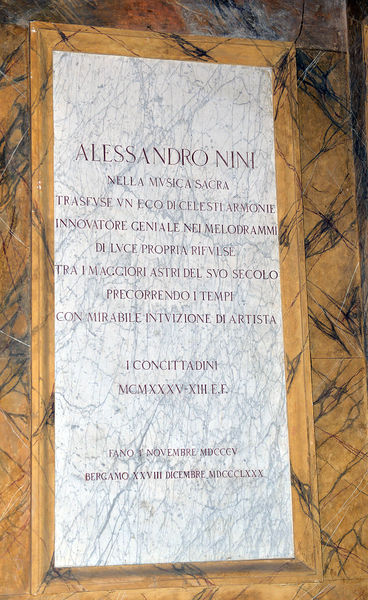 ALESSANDRO NINI
NELLA MVSICA SACRA
TRASFVSE VN ECO DI CELESTI ARMONIE
INNOVATORE GENIALE NEI MELODRAMMI
DI LVCE PROPRIA RIFVLSE
TRA I MAGGIORI ASTRI DEL SVO SECOLO
PRECORRENDO I TEMPI
CON MIRABILE INTVIZIONE DI ARTISTA
I CONCITTADINI
MCMXXXV-XIII E.F.
FANO 1 NOVEMBRE MDCCCV
BERGAMO XXVIII DICEMBRE MDCCCLXXX